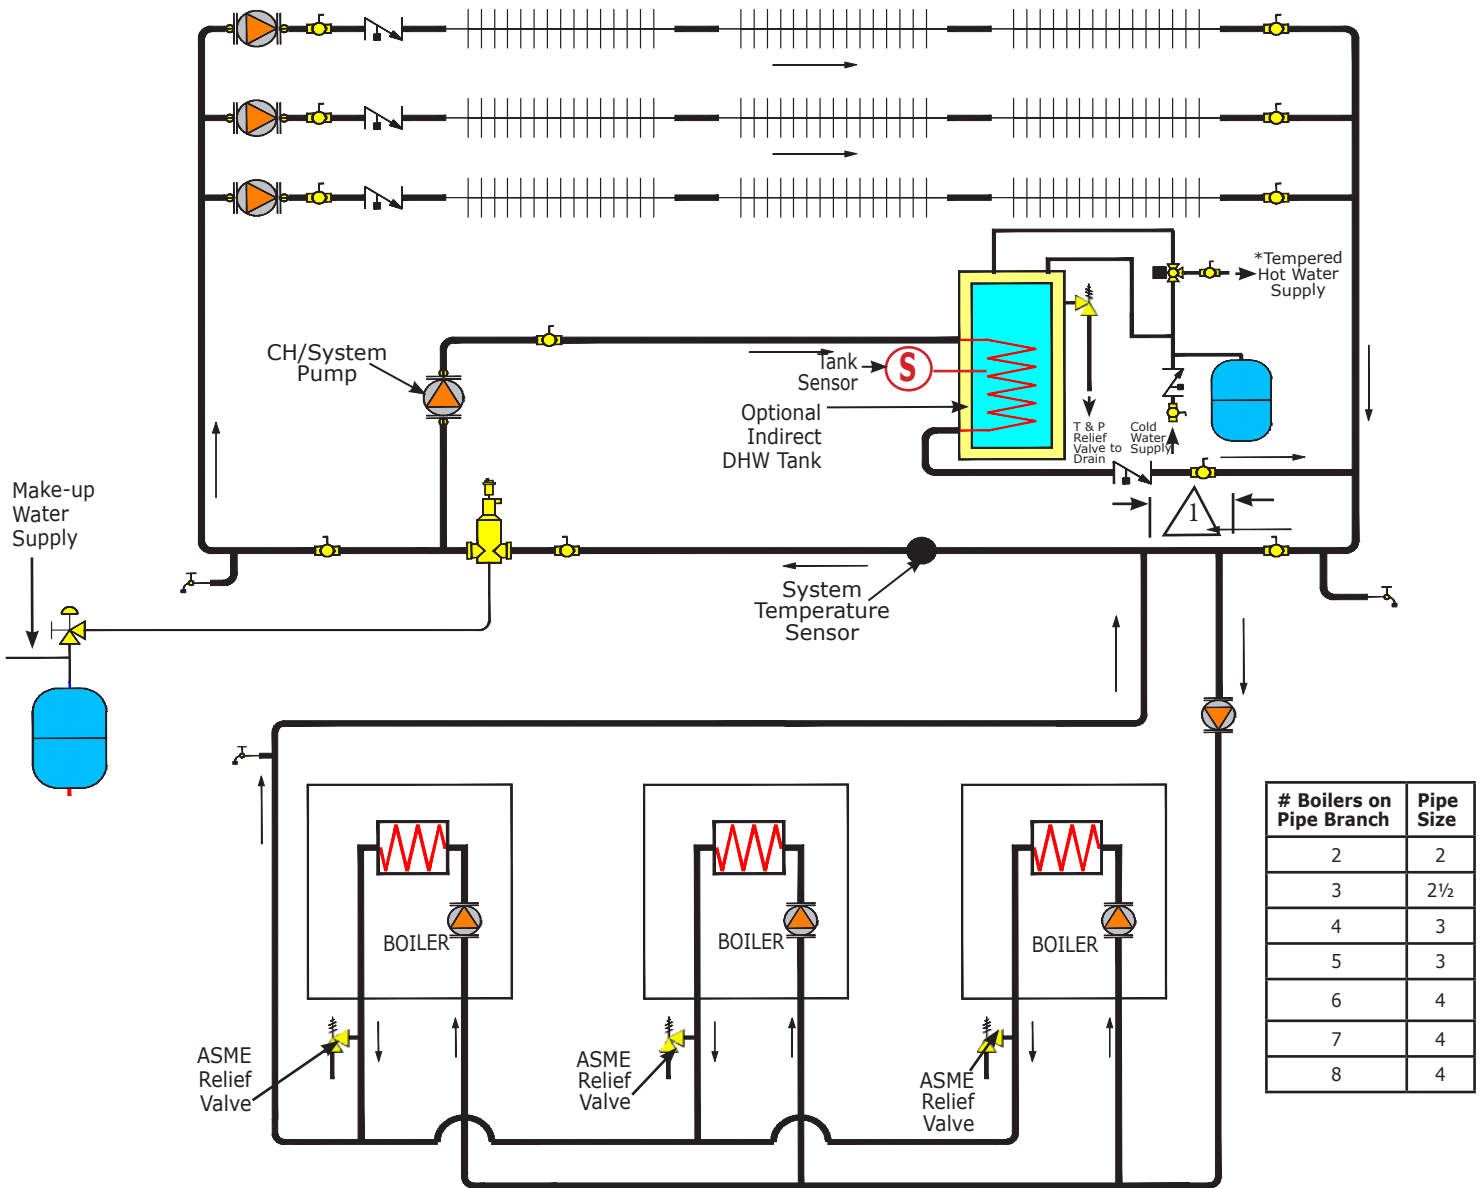 *Tempered
Hot Water
Supply
CH/System
Pump
Tank
Sensor
S
Optional
Indirect
DHW Tank
T & P
Relief
Valve to
Drain
Cold
Water
Supply
Make-up
Water
Supply
1
System
Temperature
Sensor
BOILER
BOILER
BOILER
ASME
Relief
Valve
ASME
Relief
Valve
ASME
Relief
Valve
# Boilers on Pipe
Pipe Branch Size
2 2
3 2½
4 3
5 3
6 4
7 4
8 4